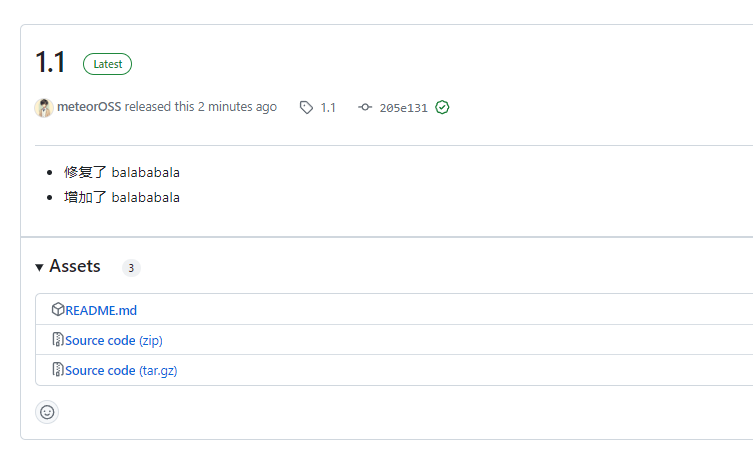 1.1 Latest
meteorOSS released this 2 minutes ago 1.1 205e131
修复了 balababala
增加了 balababala
Assets 3
README.md
Source code (zip)
Source code (tar.gz)